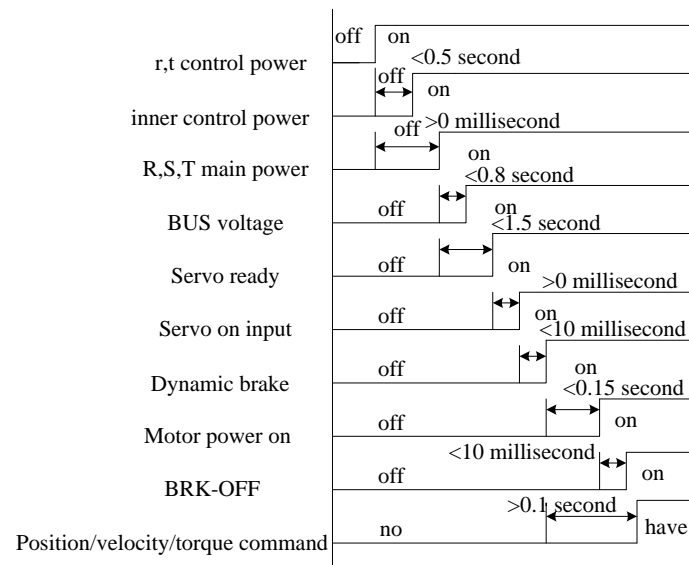 off on
<0.5 second
r,t control power
off
on
inner control power
off >0 millisecond
on
R,S,T main power
<0.8 second
off on
BUS voltage
<1.5 second
off on
Servo ready
>0 millisecond
off on
Servo on input
<10 millisecond
off on
Dynamic brake
<0.15 second
off on
Motor power on
<10 millisecond
off on
BRK-OFF
>0.1 second
no have
Position/velocity/torque command